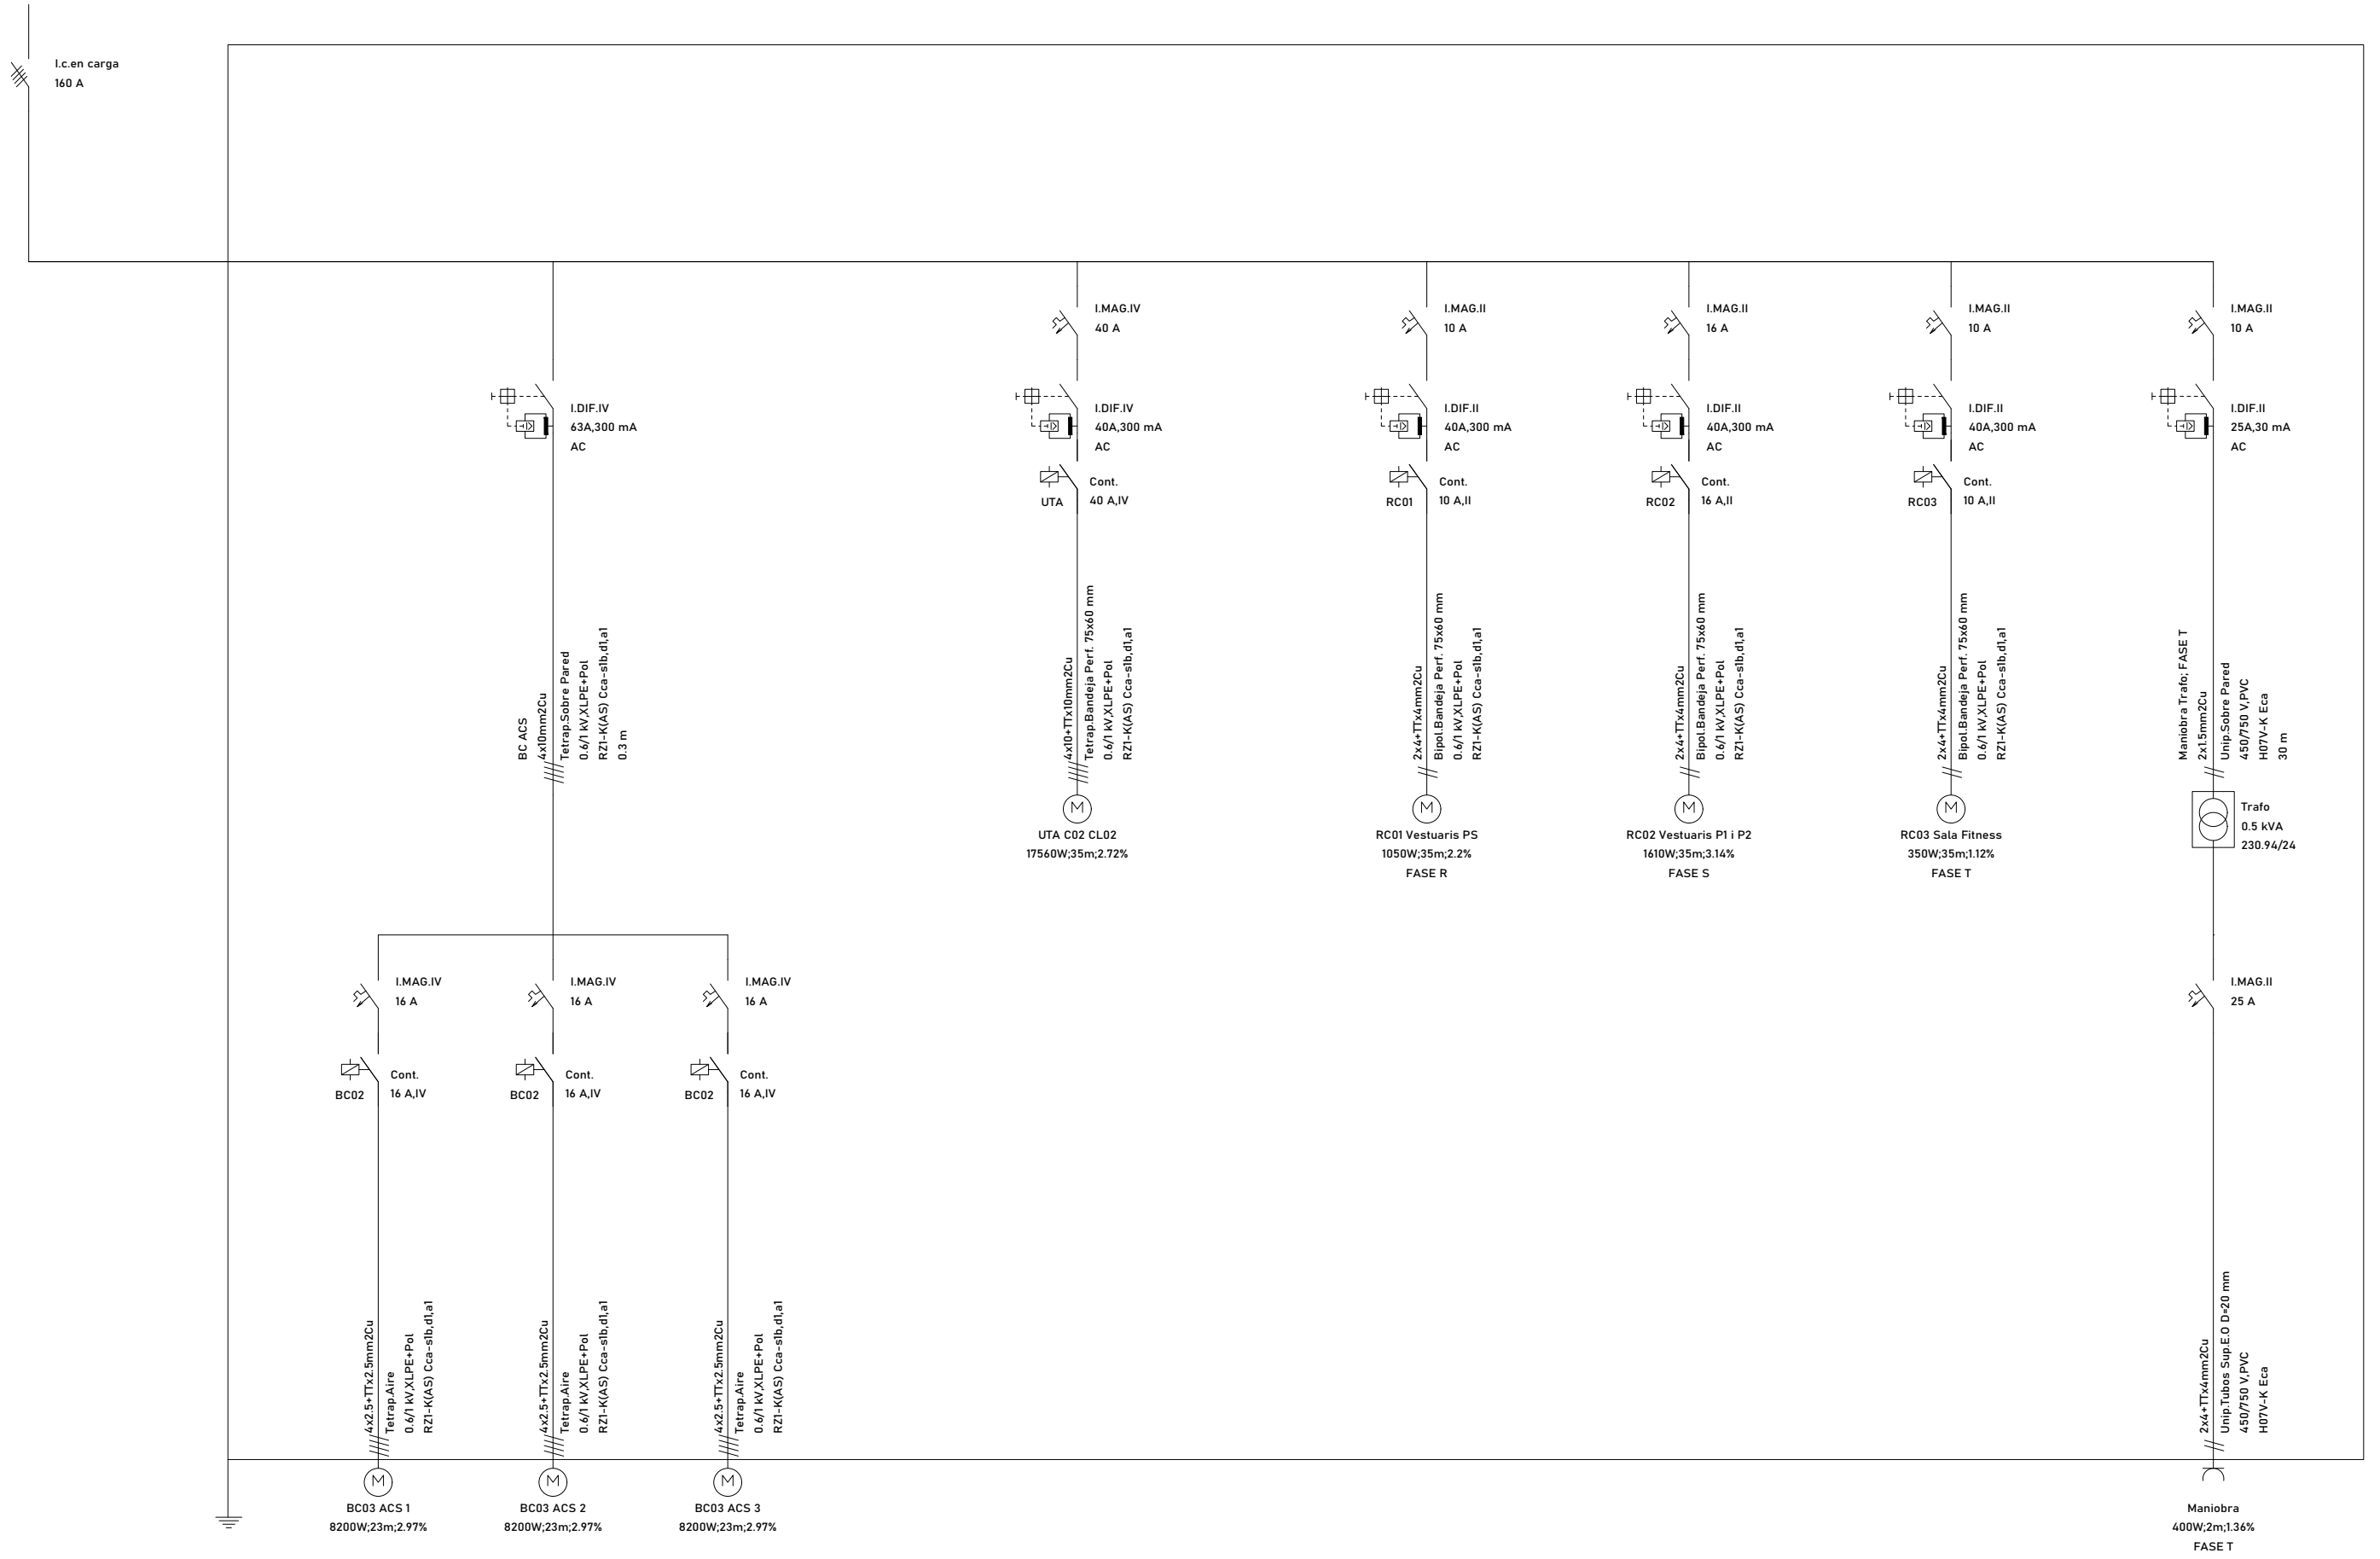 I.c.en carga
160 A
I.DIF.IV
63A,300 mA
AC
BC ACS
4x10mm2Cu
Tetrap.Sobre Pared
0.6/1 kV,XLPE+Pol
RZ1-K(AS) Cca-s1b,d1,a1
0.3 m
I.MAG.IV
40 A
I.DIF.IV
40A,300 mA
AC
Cont.
40 A,IV
UTA
4x10+TTx10mm2Cu
Tetrap.Bandeja Perf. 75x60 mm
0.6/1 kV,XLPE+Pol
RZ1-K(AS) Cca-s1b,d1,a1
M
UTA C02 CL02
17560W;35m;2.72%
I.MAG.II
10 A
I.DIF.II
40A,300 mA
AC
Cont.
10 A,II
RC01
2x4+TTx4mm2Cu
Bipol.Bandeja Perf. 75x60 mm
0.6/1 kV,XLPE+Pol
RZ1-K(AS) Cca-s1b,d1,a1
M
RC01 Vestuaris PS
1050W;35m;2.2%
FASE R
I.MAG.II
16 A
I.DIF.II
40A,300 mA
AC
Cont.
16 A,II
RC02
2x4+TTx4mm2Cu
Bipol.Bandeja Perf. 75x60 mm
0.6/1 kV,XLPE+Pol
RZ1-K(AS) Cca-s1b,d1,a1
M
RC02 Vestuaris P1 i P2
1610W;35m;3.14%
FASE S
I.MAG.II
10 A
I.DIF.II
40A,300 mA
AC
Cont.
10 A,II
RC03
2x4+TTx4mm2Cu
Bipol.Bandeja Perf. 75x60 mm
0.6/1 kV,XLPE+Pol
RZ1-K(AS) Cca-s1b,d1,a1
M
RC03 Sala Fitness
350W;35m;1.12%
FASE T
I.MAG.II
10 A
I.DIF.II
25A,30 mA
AC
Maniobra Trafo; FASE T
2x1.5mm2Cu
Unip.Sobre Pared
450/750 V,PVC
H07V-K Eca
30 m
Trafo
0.5 kVA
230.94/24
I.MAG.IV
16 A
Cont.
16 A,IV
BC02
4x2.5+TTx2.5mm2Cu
Tetrap.Aire
0.6/1 kV,XLPE+Pol
RZ1-K(AS) Cca-s1b,d1,a1
M
BC03 ACS 1
8200W;23m;2.97%
I.MAG.IV
16 A
Cont.
16 A,IV
BC02
4x2.5+TTx2.5mm2Cu
Tetrap.Aire
0.6/1 kV,XLPE+Pol
RZ1-K(AS) Cca-s1b,d1,a1
M
BC03 ACS 2
8200W;23m;2.97%
I.MAG.IV
16 A
Cont.
16 A,IV
BC02
4x2.5+TTx2.5mm2Cu
Tetrap.Aire
0.6/1 kV,XLPE+Pol
RZ1-K(AS) Cca-s1b,d1,a1
M
BC03 ACS 3
8200W;23m;2.97%
I.MAG.II
25 A
2x4+TTx4mm2Cu
Unip.Tubos Sup.E.O D=20 mm
450/750 V,PVC
H07V-K Eca
Maniobra
400W;2m;1.36%
FASE T